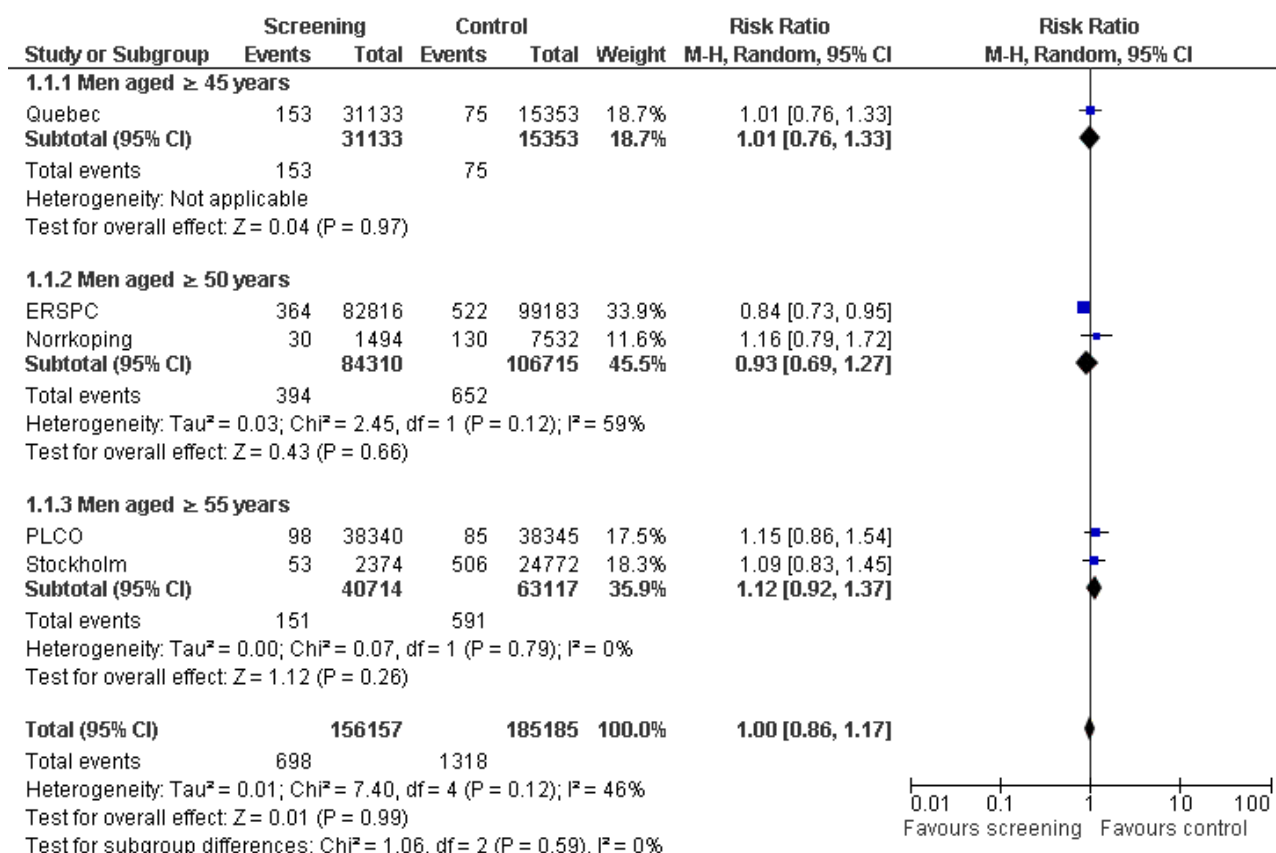 Screening Control Risk Ratio Risk Ratio
Study or Subgroup Events Total Events Total Weight M-H, Random, 95% CI M-H, Random, 95% CI
1.1.1 Men aged ≥ 45 years
Quebec 153 31133 75 15353 18.7% 1.01 [0.76, 1.33]
Subtotal (95% CI) 31133 15353 18.7% 1.01 [0.76, 1.33]
Total events 153 75
Heterogeneity: Not applicable
Test for overall effect: Z = 0.04 (P = 0.97)
1.1.2 Men aged ≥ 50 years
ERSPC 364 82816 522 99183 33.9% 0.84 [0.73, 0.95]
Norrkoping 30 1494 130 7532 11.6% 1.16 [0.79, 1.72]
Subtotal (95% CI) 84310 106715 45.5% 0.93 [0.69, 1.27]
Total events 394 652
Heterogeneity: Tau² = 0.03; Chi² = 2.45, df = 1 (P = 0.12); I² = 59%
Test for overall effect: Z = 0.43 (P = 0.66)
1.1.3 Men aged ≥ 55 years
PLCO 98 38340 85 38345 17.5% 1.15 [0.86, 1.54]
Stockholm 53 2374 506 24772 18.3% 1.09 [0.83, 1.45]
Subtotal (95% CI) 40714 63117 35.9% 1.12 [0.92, 1.37]
Total events 151 591
Heterogeneity: Tau² = 0.00; Chi² = 0.07, df = 1 (P = 0.79); I² = 0%
Test for overall effect: Z = 1.12 (P = 0.26)
Total (95% CI) 156157 185185 100.0% 1.00 [0.86, 1.17]
Total events 698 1318
Heterogeneity: Tau² = 0.01; Chi² = 7.40, df = 4 (P = 0.12); I² = 46%
Test for overall effect: Z = 0.01 (P = 0.99)
Test for subgroup differences: Chi² = 1.06, df = 2 (P = 0.59), I² = 0%
0.01 0.1 1 10 100
Favours screening Favours control